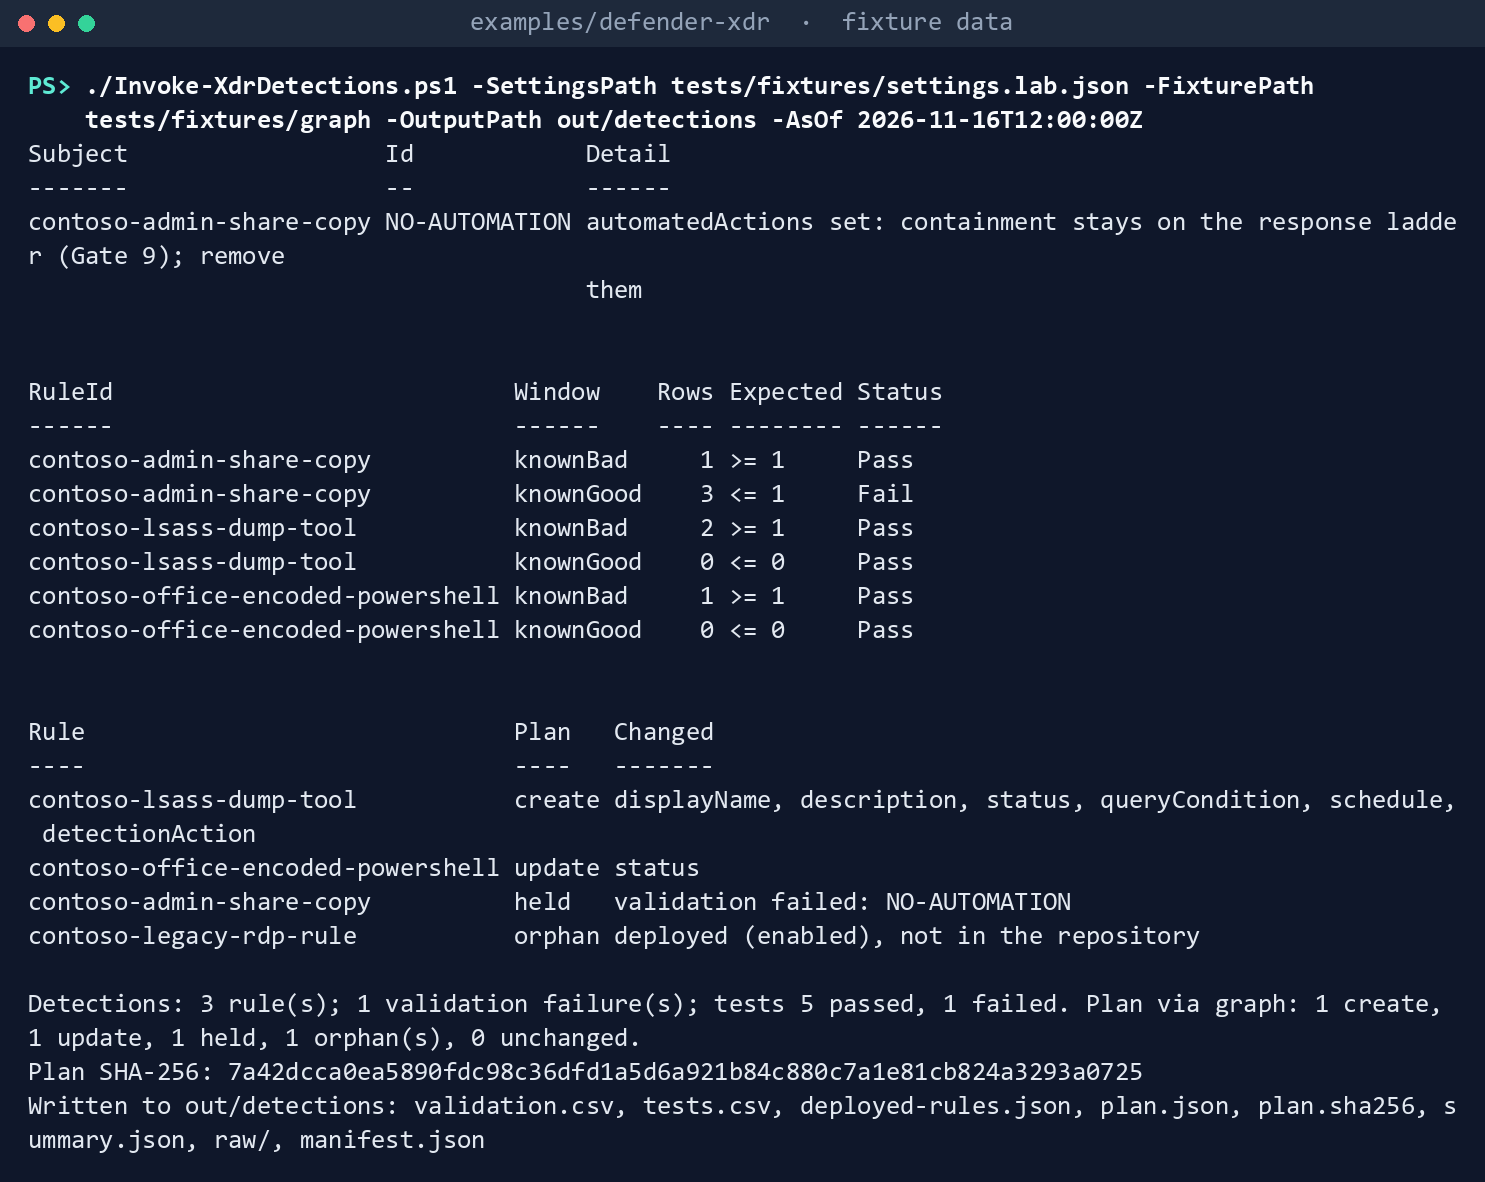 examples/defender-xdr · fixture data
PS> ./Invoke-XdrDetections.ps1 -SettingsPath tests/fixtures/settings.lab.json -FixturePath
    tests/fixtures/graph -OutputPath out/detections -AsOf 2026-11-16T12:00:00Z
Subject                  Id            Detail
-------                  --            ------
contoso-admin-share-copy NO-AUTOMATION automatedActions set: containment stays on the response ladde
r (Gate 9); remove
                                       them
RuleId                            Window    Rows Expected Status
------                            ------    ---- -------- ------
contoso-admin-share-copy          knownBad     1 >= 1     Pass
contoso-admin-share-copy          knownGood    3 <= 1     Fail
contoso-lsass-dump-tool           knownBad     2 >= 1     Pass
contoso-lsass-dump-tool           knownGood    0 <= 0     Pass
contoso-office-encoded-powershell knownBad     1 >= 1     Pass
contoso-office-encoded-powershell knownGood    0 <= 0     Pass
Rule                              Plan   Changed
----                              ----   -------
contoso-lsass-dump-tool           create displayName, description, status, queryCondition, schedule,
 detectionAction
contoso-office-encoded-powershell update status
contoso-admin-share-copy          held   validation failed: NO-AUTOMATION
contoso-legacy-rdp-rule           orphan deployed (enabled), not in the repository
Detections: 3 rule(s); 1 validation failure(s); tests 5 passed, 1 failed. Plan via graph: 1 create,
1 update, 1 held, 1 orphan(s), 0 unchanged.
Plan SHA-256: 7a42dcca0ea5890fdc98c36dfd1a5d6a921b84c880c7a1e81cb824a3293a0725
Written to out/detections: validation.csv, tests.csv, deployed-rules.json, plan.json, plan.sha256, s
ummary.json, raw/, manifest.json